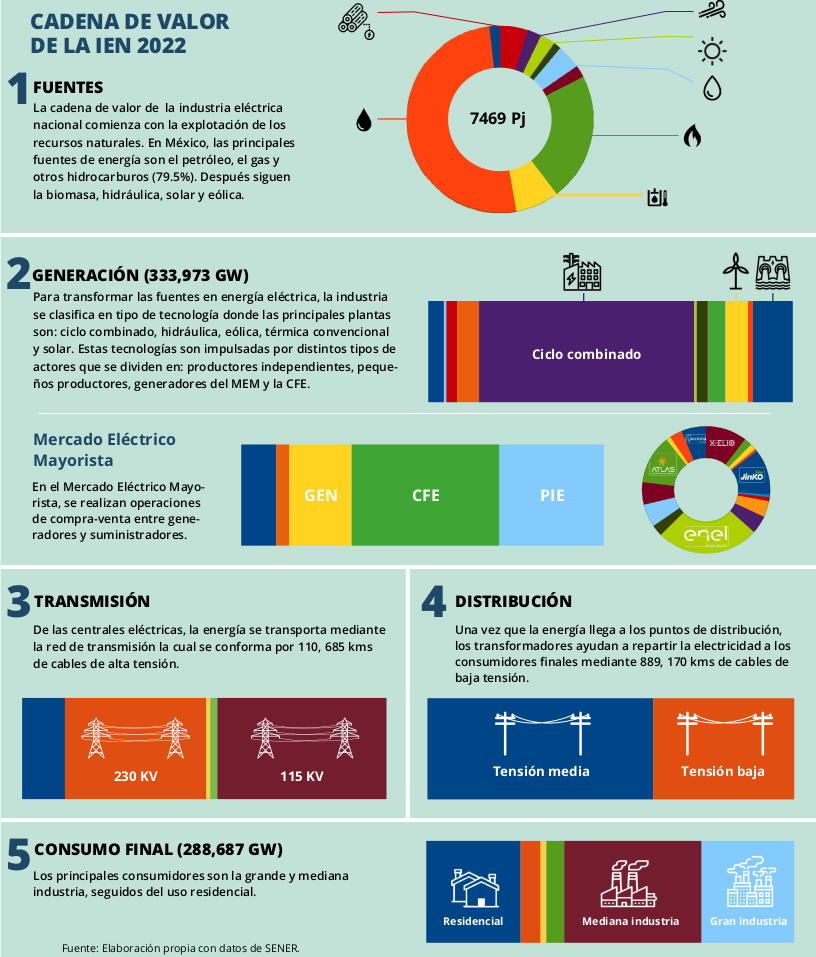 CADENA DE VALOR
DE LA IEN 2022
1
FUENTES
La cadena de valor de la industria eléctrica
nacional comienza con la explotación de los
recursos naturales. En México, las principales
fuentes de energía son el petróleo, el gas y
otros hidrocarburos (79.5%). Después siguen
la biomasa, hidráulica, solar y eólica.
7469 Pj
2
GENERACIÓN (333,973 GW)
Para transformar las fuentes en energía eléctrica, la industria
se clasifica en tipo de tecnología donde las principales plantas
son: ciclo combinado, hidráulica, eólica, térmica convencional
y solar. Estas tecnologías son impulsadas por distintos tipos de
actores que se dividen en: productores independientes, peque-
ños productores, generadores del MEM y la CFE.
Ciclo combinado
Mercado Eléctrico
Mayorista
En el Mercado Eléctrico Mayo-
rista, se realizan operaciones
de compra-venta entre gene-
radores y suministradores.
GEN
CFE
PIE
acciona
X-ELIO
ATLAS
JinKO
enel
3
TRANSMISIÓN
De las centrales eléctricas, la energía se transporta mediante
la red de transmisión la cual se conforma por 110, 685 kms
de cables de alta tensión.
230 KV
115 KV
4
DISTRIBUCIÓN
Una vez que la energía llega a los puntos de distribución,
los transformadores ayudan a repartir la electricidad a los
consumidores finales mediante 889, 170 kms de cables de
baja tensión.
Tensión media
Tensión baja
5
CONSUMO FINAL (288,687 GW)
Los principales consumidores son la grande y mediana
industria, seguidos del uso residencial.
Residencial
Mediana industria
Gran industria
Fuente: Elaboración propia con datos de SENER.